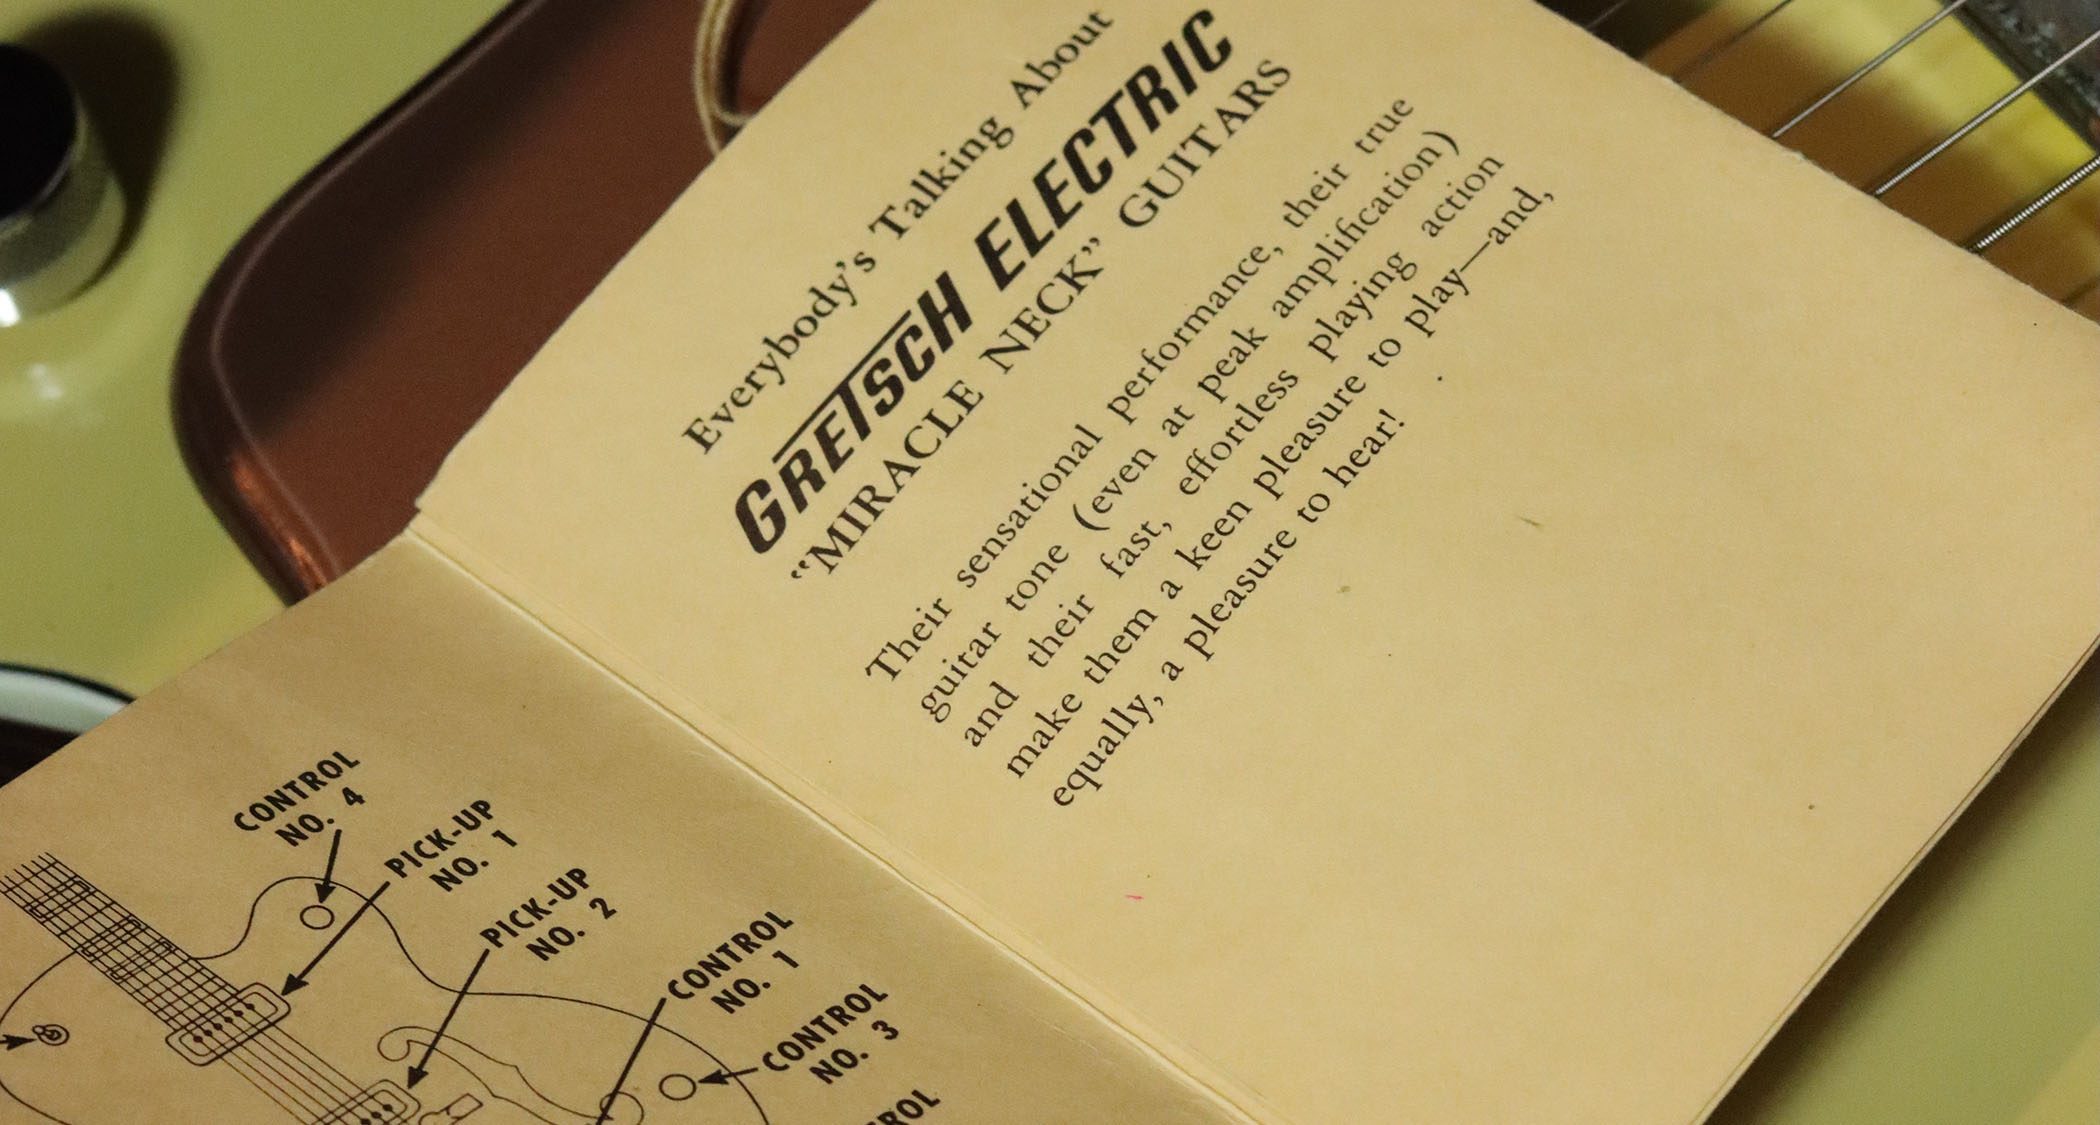 Everybody's Talking About
GRETSCH ELECTRIC
"MIRACLE NECK" GUITARS
Their sensational performance, their true
guitar tone (even at peak amplification)
and their fast, effortless playing action
make them a keen pleasure to play—and,
equally, a pleasure to hear!
CONTROL
NO. 4
PICK-UP
NO. 1
PICK-UP
NO. 2
CONTROL
NO. 1
CONTROL
NO. 3